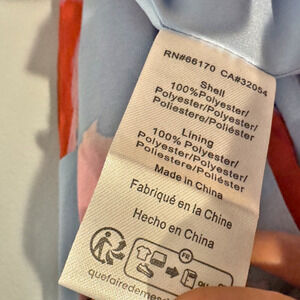 RN#66170 CA#32054
Shell
100%Polyester/
Polyester/Polyester/
Poliestere/Poliéster
Lining
100% Polyester/
Polyester/Polyester/
Poliestere/Poliéster
Made in China
Fabriqué en la Chine
Hecho en China
FR